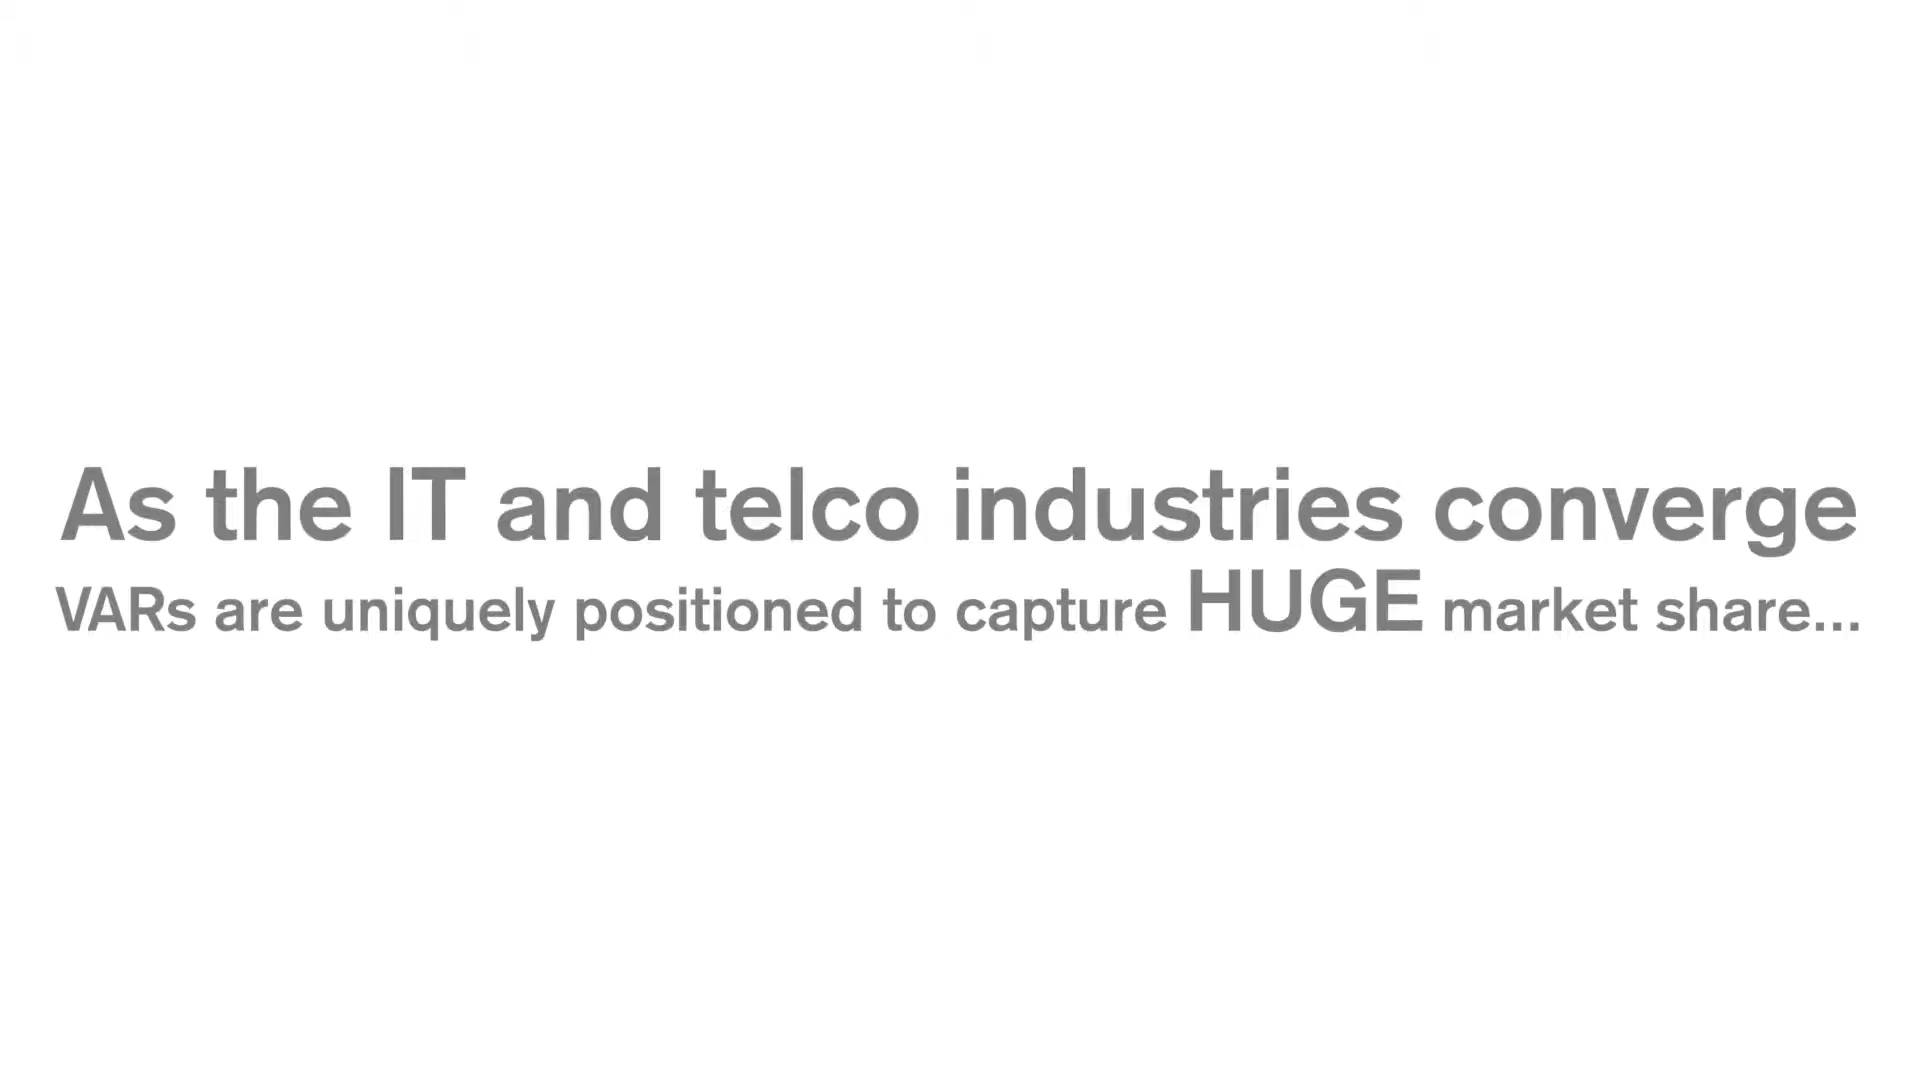 As the IT and telco industries converge
VARs are uniquely positioned to capture HUGE market share...